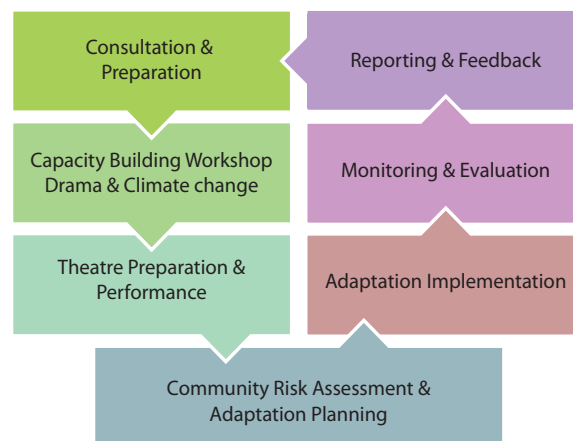 Consultation &
Preparation
Reporting & Feedback
Capacity Building Workshop
Drama & Climate change
Monitoring & Evaluation
Theatre Preparation &
Performance
Adaptation Implementation
Community Risk Assessment &
Adaptation Planning